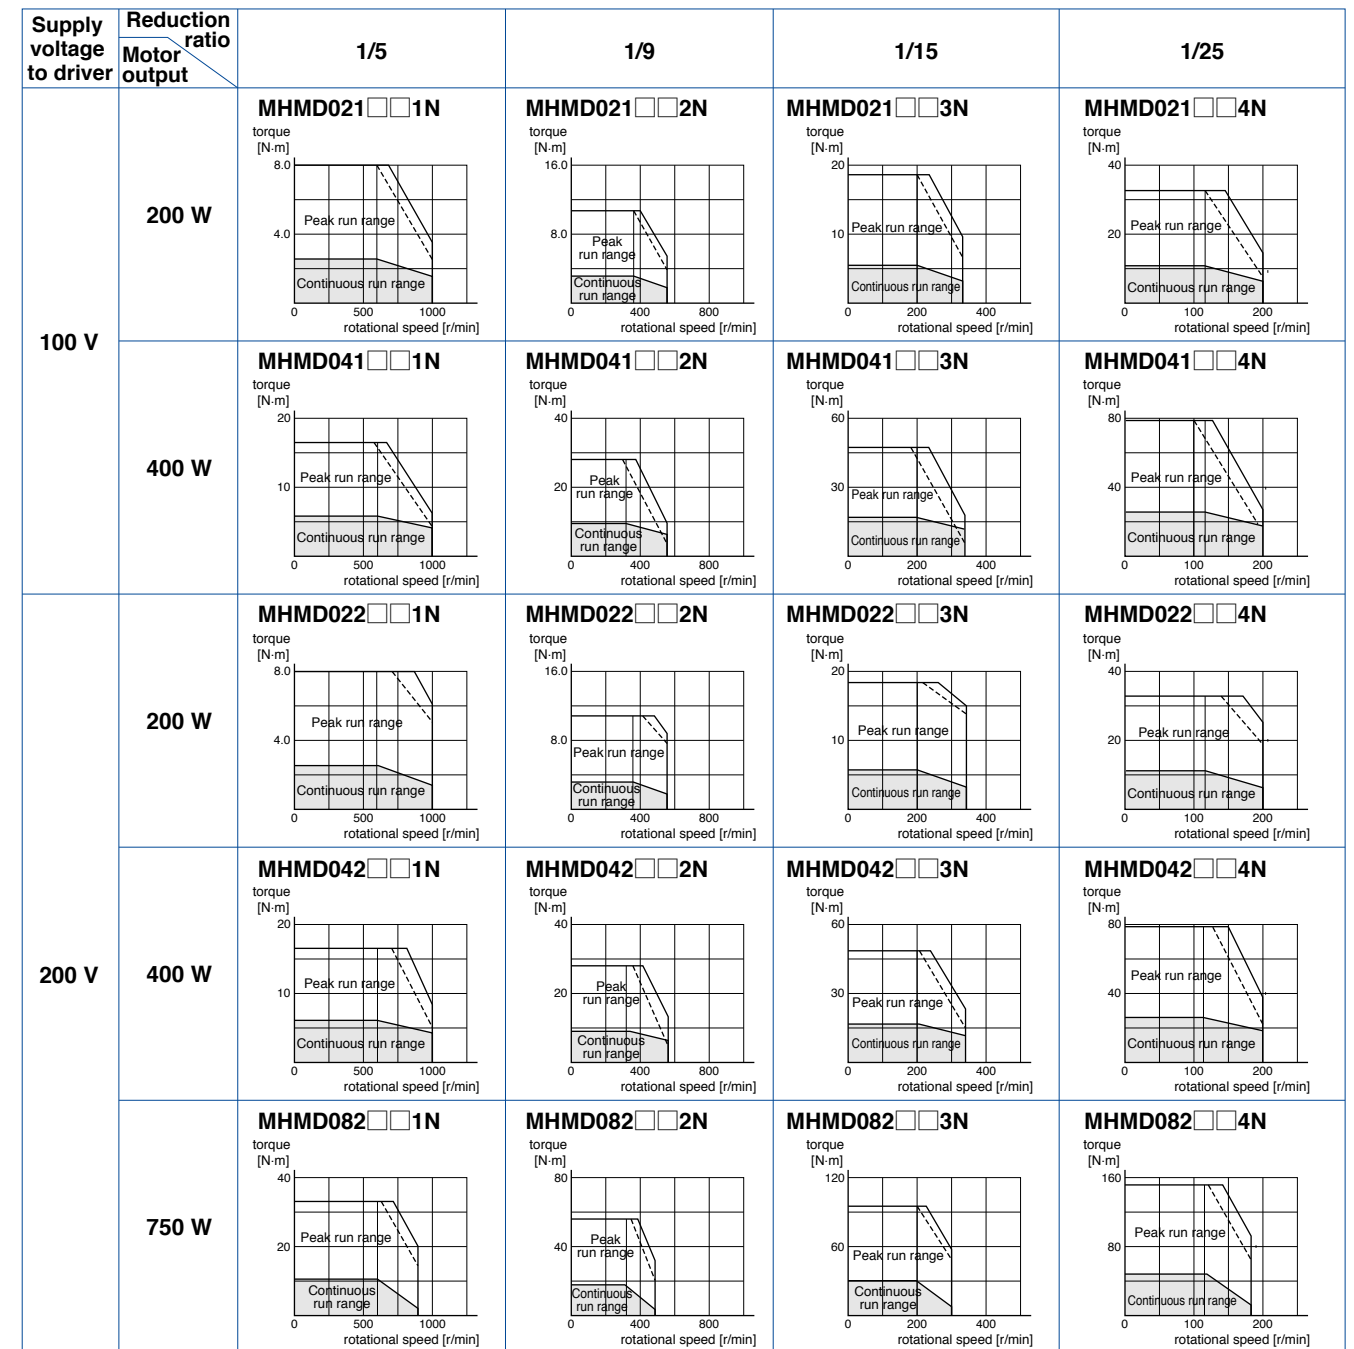 Supply
voltage
to driver
Reduction
ratio
Motor
output
1/5
1/9
1/15
1/25
100 V
200 W
MHMD021□□1N
torque
[N·m]
8.0
4.0
Peak run range
Continuous run range
0 500 1000
rotational speed [r/min]
MHMD021□□2N
torque
[N·m]
16.0
8.0
Peak
run range
Continuous
run range
0 400 800
rotational speed [r/min]
MHMD021□□3N
torque
[N·m]
20
10
Peak run range
Continuous run range
0 200 400
rotational speed [r/min]
MHMD021□□4N
torque
[N·m]
40
20
Peak run range
Continuous run range
0 100 200
rotational speed [r/min]
400 W
MHMD041□□1N
torque
[N·m]
20
10
Peak run range
Continuous run range
0 500 1000
rotational speed [r/min]
MHMD041□□2N
torque
[N·m]
40
20
Peak
run range
Continuous
run range
0 400 800
rotational speed [r/min]
MHMD041□□3N
torque
[N·m]
60
30
Peak run range
Continuous run range
0 200 400
rotational speed [r/min]
MHMD041□□4N
torque
[N·m]
80
40
Peak run range
Continuous run range
0 100 200
rotational speed [r/min]
200 V
200 W
MHMD022□□1N
torque
[N·m]
8.0
4.0
Peak run range
Continuous run range
0 500 1000
rotational speed [r/min]
MHMD022□□2N
torque
[N·m]
16.0
8.0
Peak run range
Continuous
run range
0 400 800
rotational speed [r/min]
MHMD022□□3N
torque
[N·m]
20
10
Peak run range
Continuous run range
0 200 400
rotational speed [r/min]
MHMD022□□4N
torque
[N·m]
40
20
Peak run range
Continuous run range
0 100 200
rotational speed [r/min]
400 W
MHMD042□□1N
torque
[N·m]
20
10
Peak run range
Continuous run range
0 500 1000
rotational speed [r/min]
MHMD042□□2N
torque
[N·m]
40
20
Peak
run range
Continuous
run range
0 400 800
rotational speed [r/min]
MHMD042□□3N
torque
[N·m]
60
30
Peak run range
Continuous run range
0 200 400
rotational speed [r/min]
MHMD042□□4N
torque
[N·m]
80
40
Peak run range
Continuous run range
0 100 200
rotational speed [r/min]
750 W
MHMD082□□1N
torque
[N·m]
40
20
Peak run range
Continuous
run range
0 500 1000
rotational speed [r/min]
MHMD082□□2N
torque
[N·m]
80
40
Peak
run range
Continuous
run range
0 400 800
rotational speed [r/min]
MHMD082□□3N
torque
[N·m]
120
60
Peak run range
Continuous
run range
0 200 400
rotational speed [r/min]
MHMD082□□4N
torque
[N·m]
160
80
Peak run range
Continuous run range
0 100 200
rotational speed [r/min]